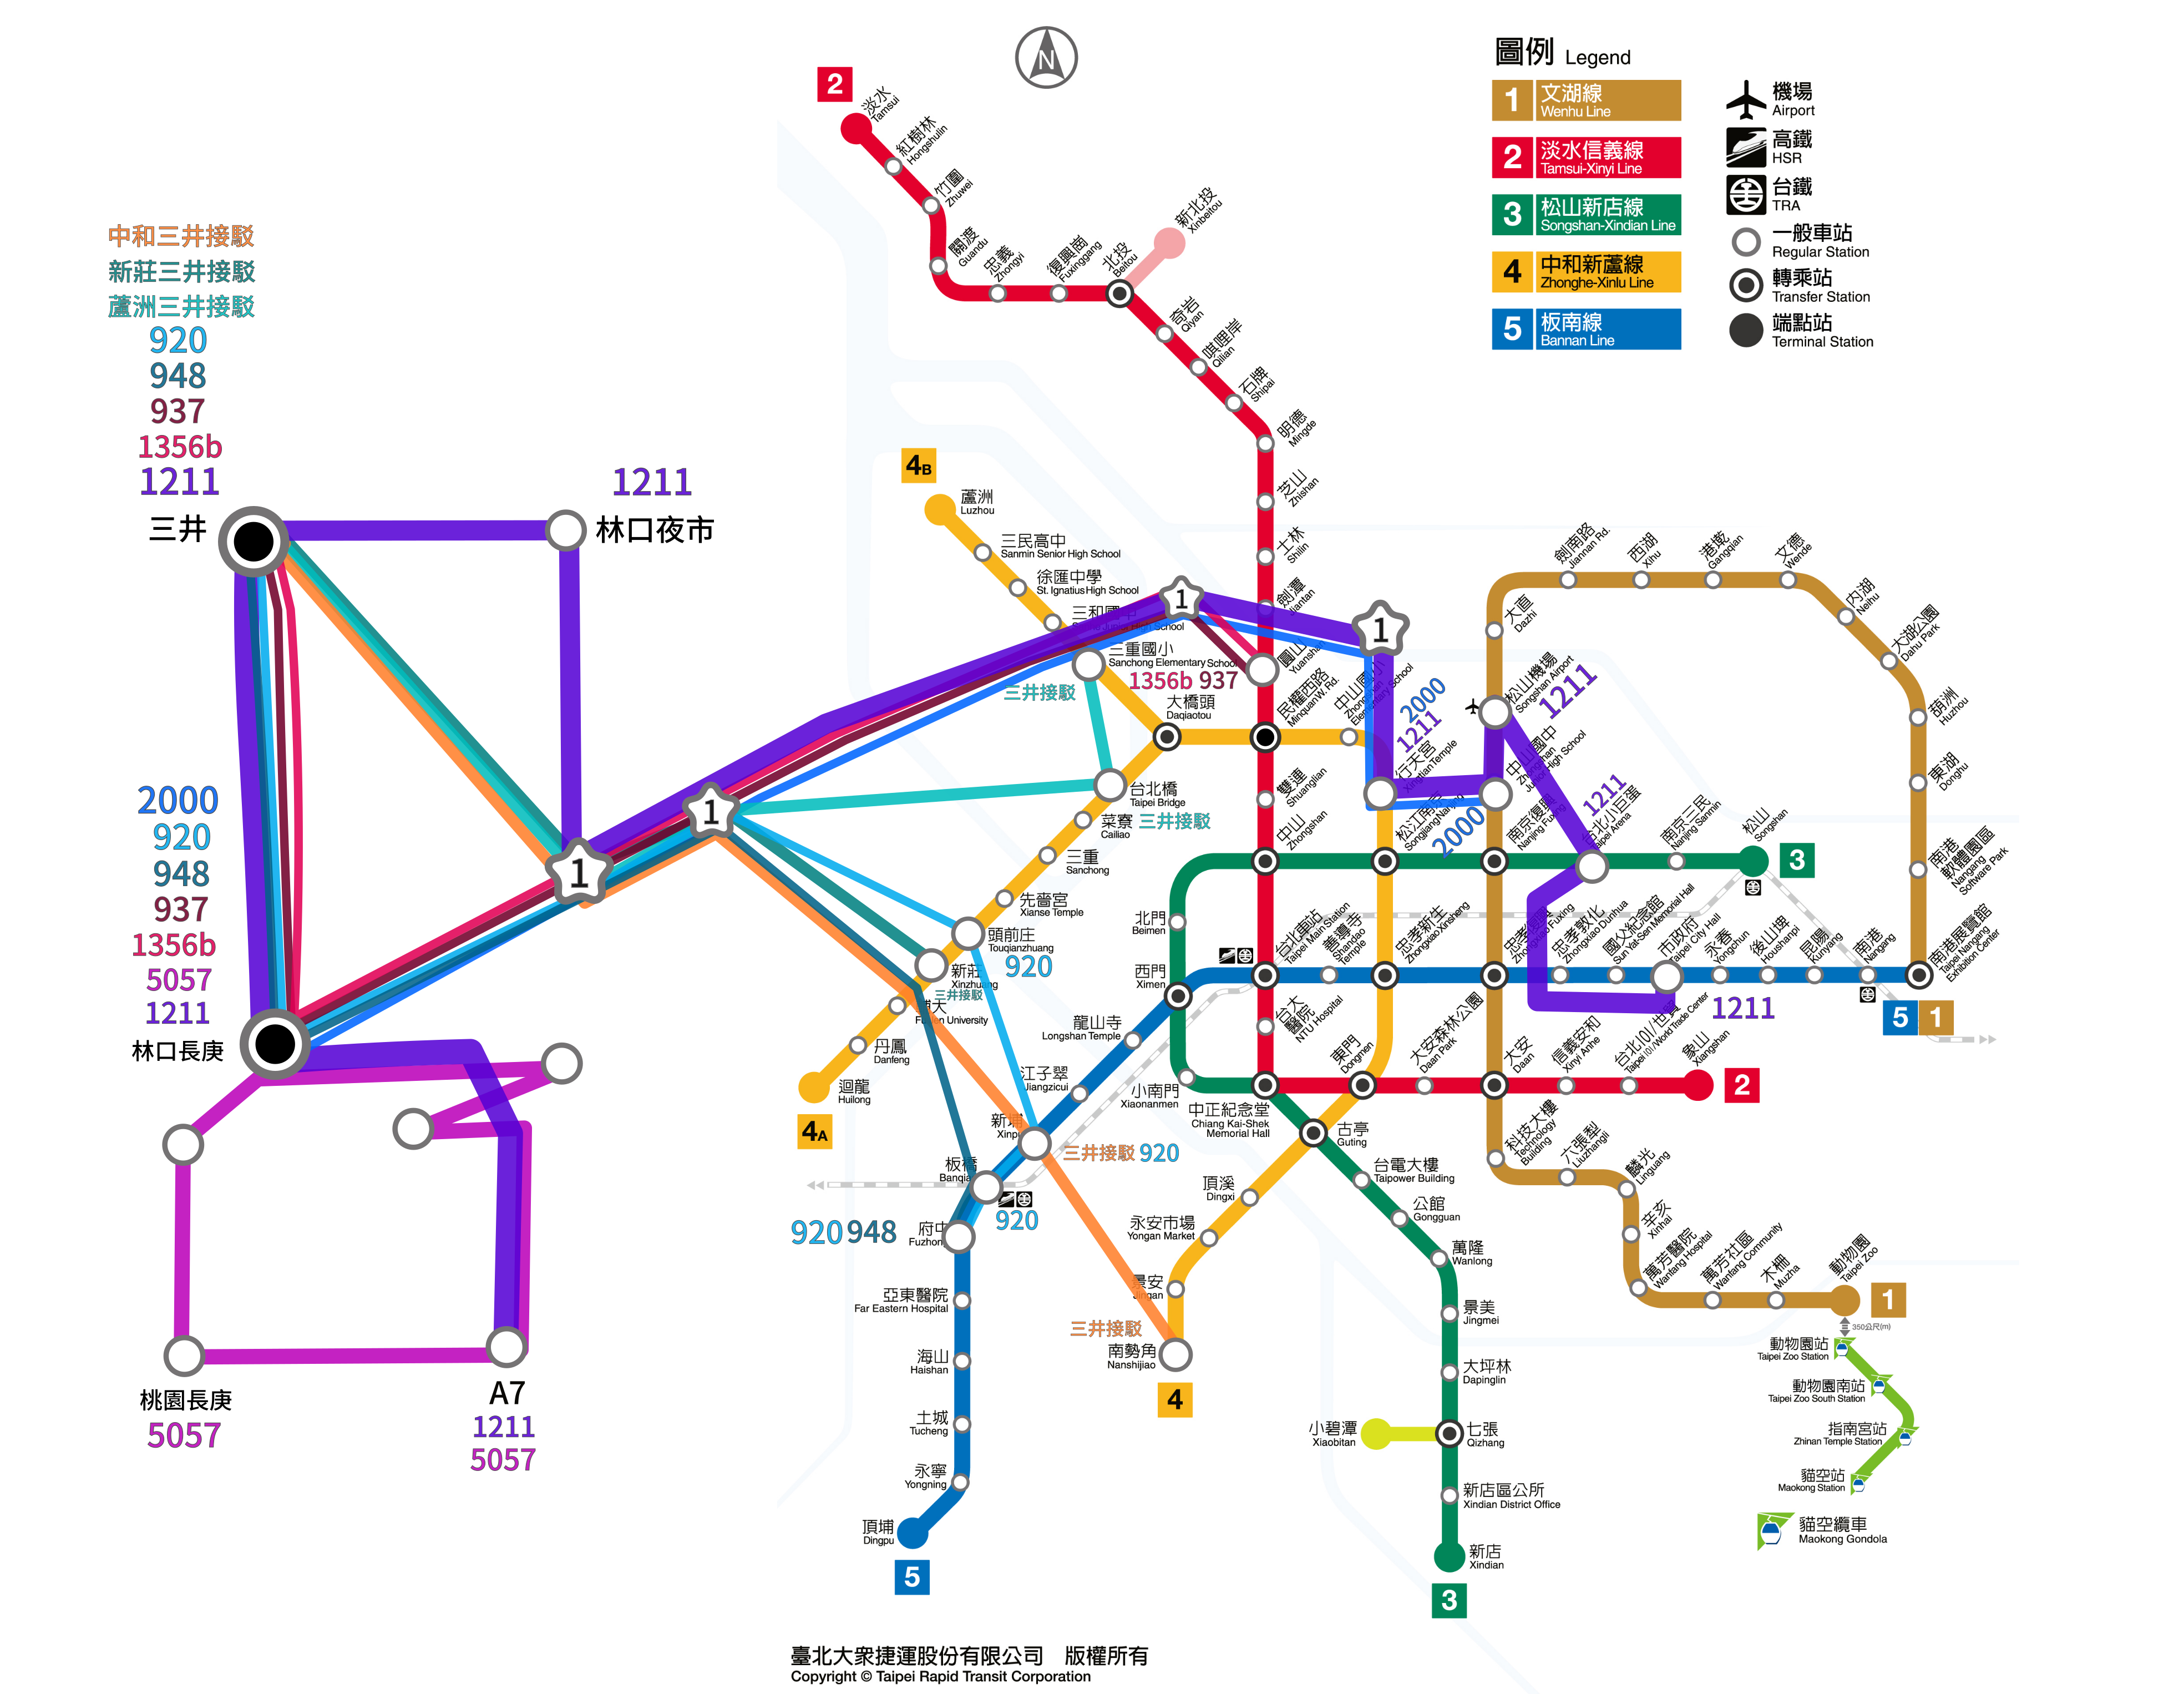 N
圖例 Legend
1 文湖線
Wenhu Line
2 淡水信義線
Tamsui-Xinyi Line
3 松山新店線
Songshan-Xindian Line
4 中和新蘆線
Zhonghe-Xinlu Line
5 板南線
Bannan Line
機場
Airport
高鐵
HSR
台鐵
TRA
一般車站
Regular Station
轉乘站
Transfer Station
端點站
Terminal Station
中和三井接駁
新莊三井接駁
蘆洲三井接駁
920
948
937
1356b
1211
三井
1211
林口夜市
2000
920
948
937
1356b
5057
1211
林口長庚
桃園長庚
5057
A7
1211
5057
1
1
1
1
2
淡水
Tamsui
紅樹林
Hongshulin
竹圍
Zhuwei
關渡
Guandu
忠義
Zhongyi
復興崗
Fuxinggang
北投
Beitou
新北投
Xinbeitou
奇岩
Qiyan
唭哩岸
Qilian
石牌
Shipai
明德
Mingde
芝山
Zhishan
士林
Shilin
劍潭
圓山
Yuanshan
民權西路
Minquan W. Rd.
雙連
Shuanglian
中山
Zhongshan
台北車站
Taipei Main Station
台大
醫院
NTU Hospital
中正紀念堂
Chiang Kai-Shek
Memorial Hall
東門
Dongmen
大安森林公園
Daan Park
大安
Daan
信義安和
Xinyi Anhe
台北101/世貿
Taipei 101/World Trade Center
象山
Xiangshan
2
4B
蘆洲
Luzhou
三民高中
Sanmin Senior High School
徐匯中學
St. Ignatius High School
三重國小
Sanchong Elementary School
三井接駁
1356b 937
大橋頭
Daqiaotou
台北橋
Taipei Bridge
三井接駁
菜寮
Cailiao
三重
Sanchong
先嗇宮
Xianse Temple
頭前庄
Touqianzhuang
920
新莊
Xinzhuang
三井接駁
丹鳳
Danfeng
迴龍
Huilong
4A
2000
1211
行天宮
Xingtian Temple
2000
松江南京
忠孝新生
Zhongxiao Xinsheng
古亭
Guting
頂溪
Dingxi
永安市場
Yongan Market
景安
Jingan
三井接駁
南勢角
Nanshijiao
4
劍南路
Jiannan Rd.
西湖
Xihu
港墘
Gangqian
文德
Wende
內湖
Neihu
大湖公園
Dahu Park
葫洲
Huzhou
東湖
Donghu
南港
軟體園區
Nangang
Software Park
南港展覽館
Taipei Nangang
Exhibition Center
大直
Dazhi
松山機場
Songshan Airport
1211
中山國中
Zhongshan
Junior High School
南京復興
Nanjing Fuxing
1211
台北小巨蛋
Taipei Arena
南京三民
Nanjing Sanmin
松山
Songshan
3
北門
Beimen
西門
Ximen
小南門
Xiaonanmen
善導寺
Shandao
Temple
忠孝敦化
Zhongxiao Dunhua
國父紀念館
Sun Yat-Sen Memorial Hall
市政府
Taipei City Hall
1211
永春
Yongchun
後山埤
Houshanpi
昆陽
Kunyang
南港
Nangang
5 1
龍山寺
Longshan Temple
江子翠
Jiangzicui
新埔
三井接駁 920
板橋
920
920 948
府中
亞東醫院
Far Eastern Hospital
海山
Haishan
土城
Tucheng
永寧
Yongning
頂埔
Dingpu
5
台電大樓
Taipower Building
公館
Gongguan
萬隆
Wanlong
景美
Jingmei
大坪林
Dapinglin
小碧潭
Xiaobitan
七張
Qizhang
新店區公所
Xindian District Office
新店
Xindian
3
科技大樓
Technology
Building
六張犁
Liuzhangli
麟光
Linguang
辛亥
Xinhai
萬芳醫院
Wanfang Hospital
萬芳社區
Wanfang Community
木柵
Muzha
動物園
Taipei Zoo
1
350公尺(m)
動物園站
Taipei Zoo Station
動物園南站
Taipei Zoo South Station
指南宮站
Zhinan Temple Station
貓空站
Maokong Station
貓空纜車
Maokong Gondola
臺北大眾捷運股份有限公司 版權所有
Copyright © Taipei Rapid Transit Corporation